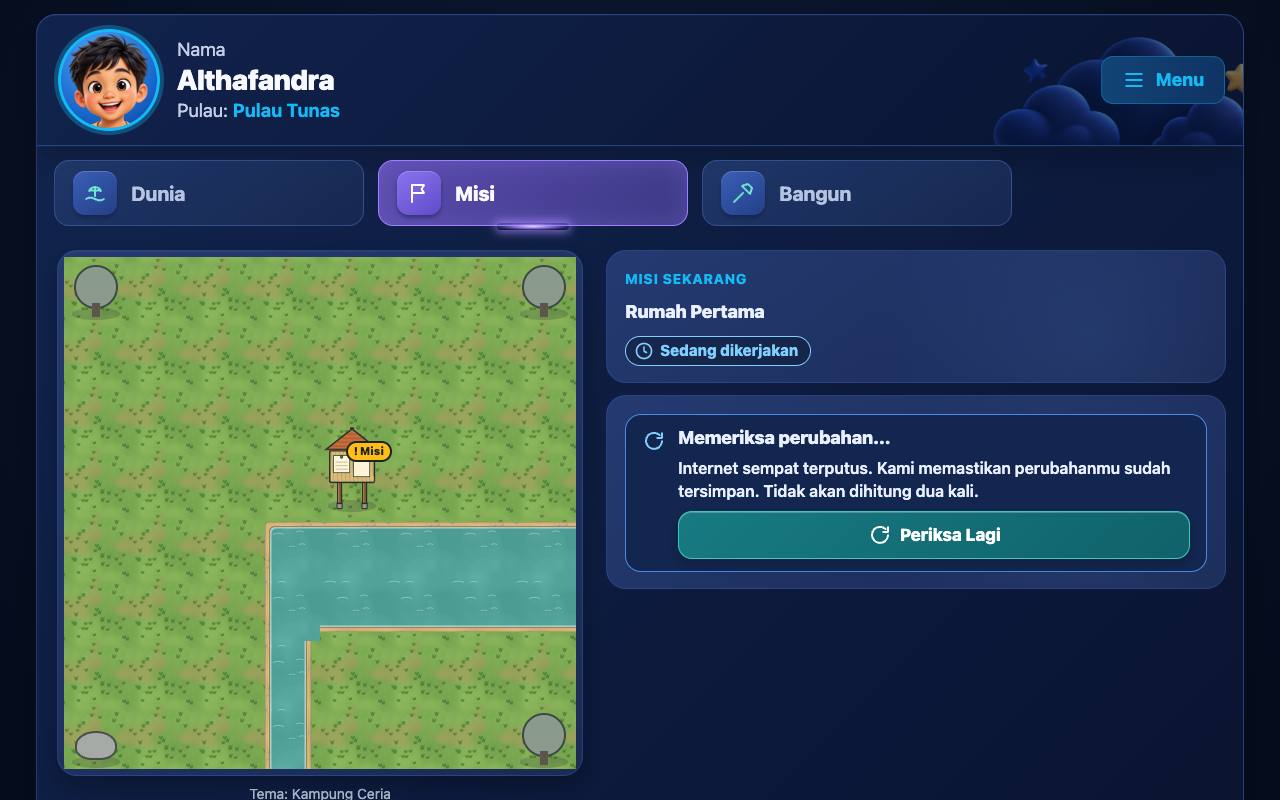 Nama
Althafandra
Pulau: Pulau Tunas
Menu
Dunia
Misi
Bangun
! Misi
Tema: Kampung Ceria
MISI SEKARANG
Rumah Pertama
Sedang dikerjakan
Memeriksa perubahan...
Internet sempat terputus. Kami memastikan perubahanmu sudah
tersimpan. Tidak akan dihitung dua kali.
Periksa Lagi